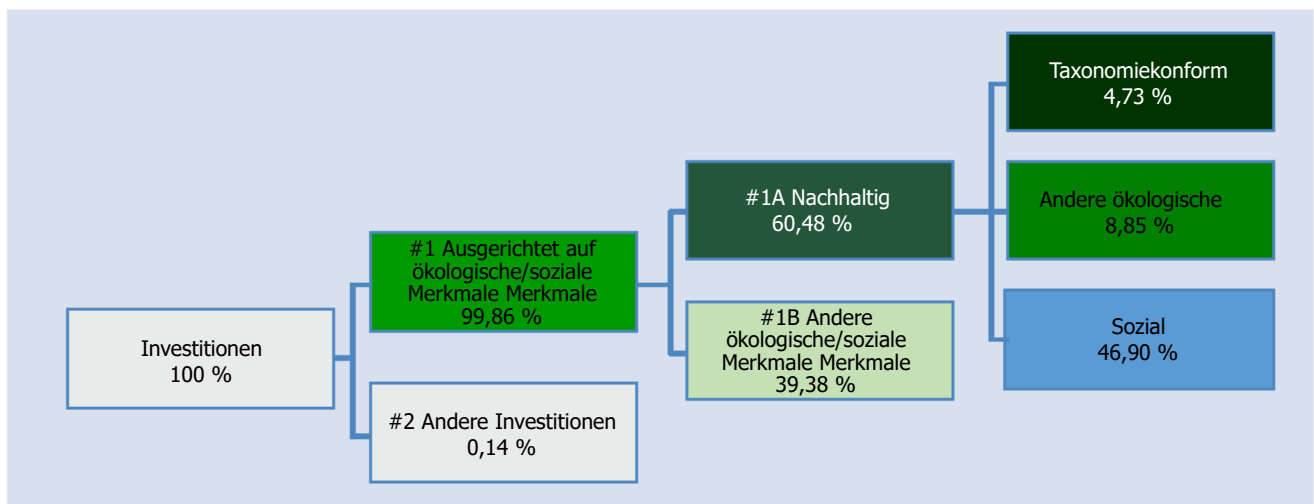 Investitionen
100 %
#1 Ausgerichtet auf
ökologische/soziale
Merkmale Merkmale
99,86 %
#2 Andere Investitionen
0,14 %
#1A Nachhaltig
60,48 %
#1B Andere
ökologische/soziale
Merkmale Merkmale
39,38 %
Taxonomiekonform
4,73 %
Andere ökologische
8,85 %
Sozial
46,90 %